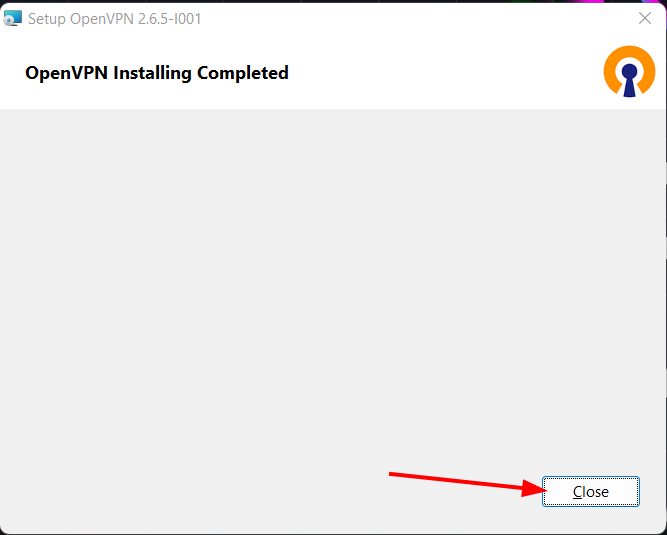 Setup OpenVPN 2.6.5-I001
OpenVPN Installing Completed
Close